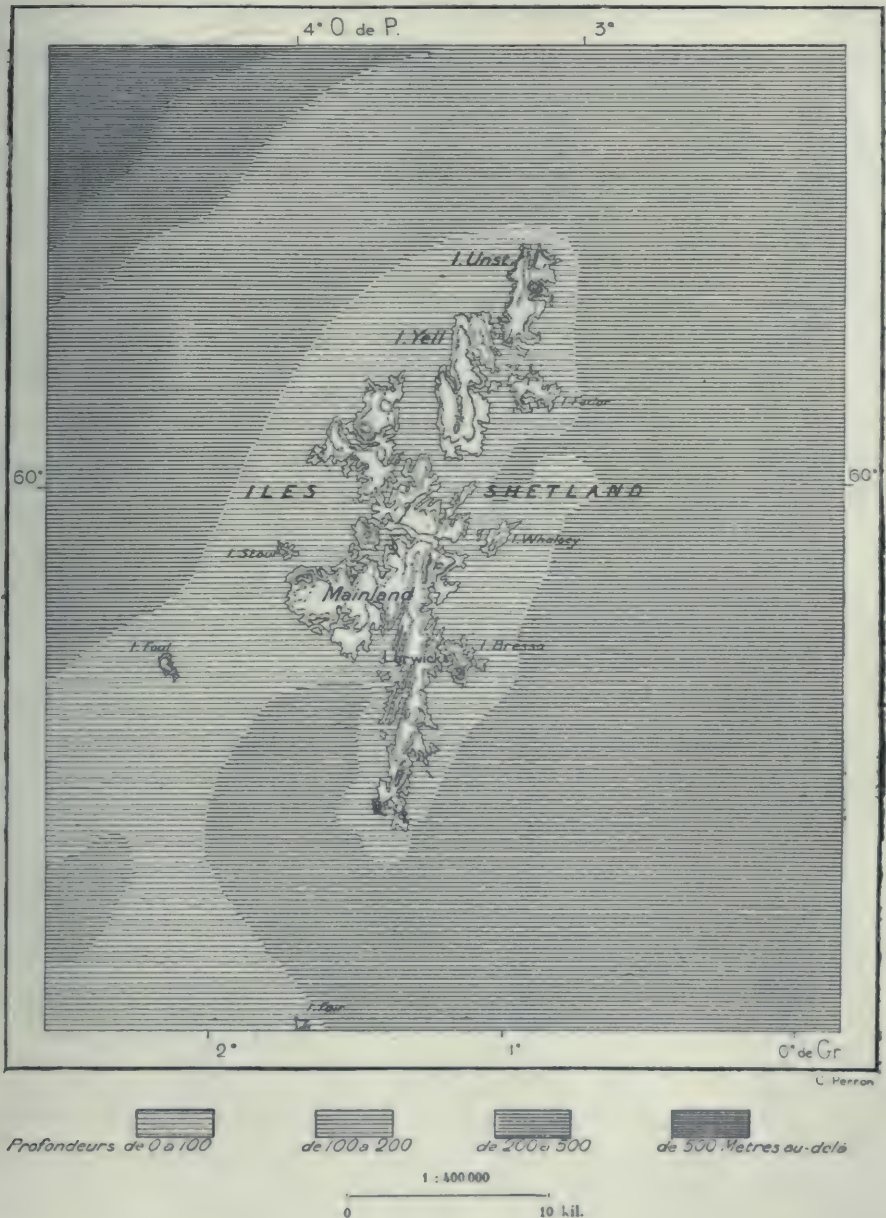 4° O de P. 3°
I. Unst
I. Yell
I. Fetlar
60° 60°
ILES SHETLAND
I. Stour I. Whalsey
Mainland
I. Foul I. Bressa
Lerwick
I. Fair
2° 1° 0° de Gr
C. Perron
Profondeurs de 0 à 100 de 100 à 200 de 200 à 500 de 500 Metres au-delà
1 : 400 000
0 10 kil.